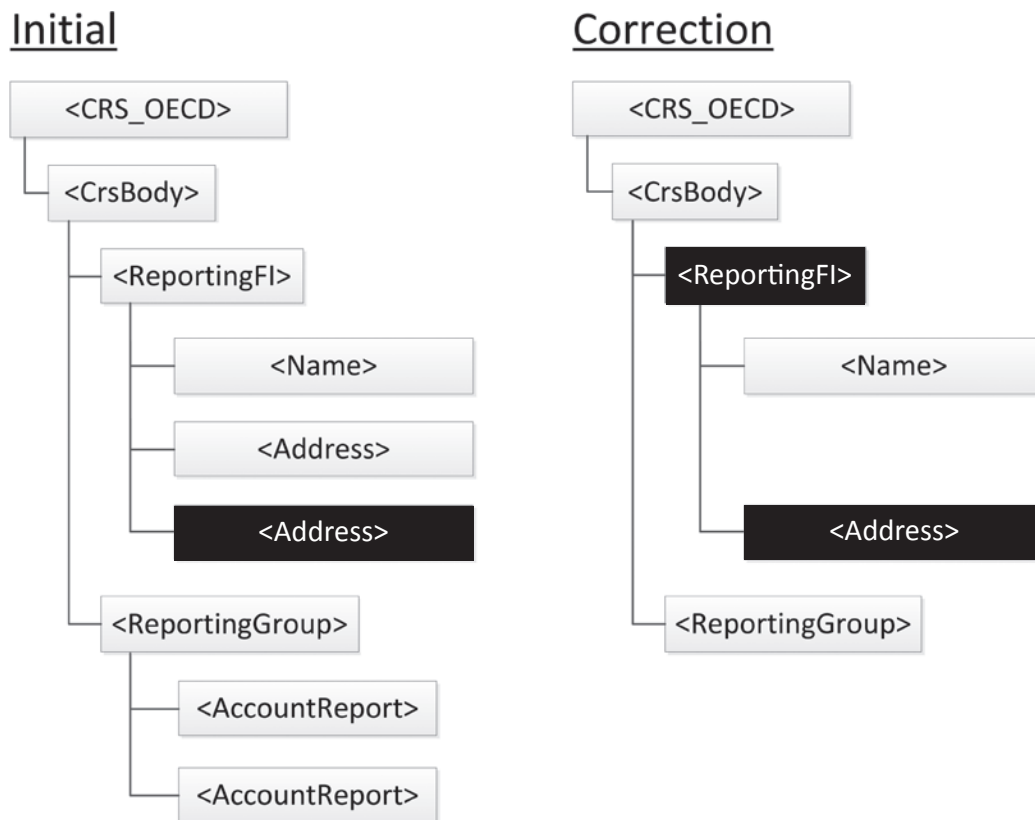 Initial
<CRS_OECD>
<CrsBody>
<ReportingFI>
<Name>
<Address>
<Address>
<ReportingGroup>
<AccountReport>
<AccountReport>
Correction
<CRS_OECD>
<CrsBody>
<ReportingFI>
<Name>
<Address>
<ReportingGroup>